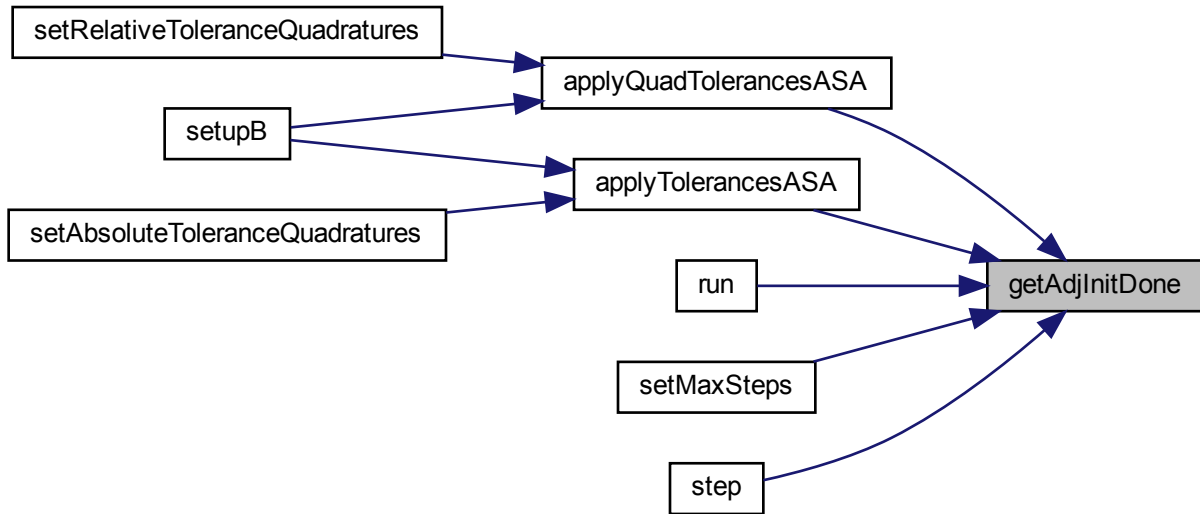 setRelativeToleranceQuadratures
applyQuadTolerancesASA
setupB
applyTolerancesASA
setAbsoluteToleranceQuadratures
run
getAdjInitDone
setMaxSteps
step